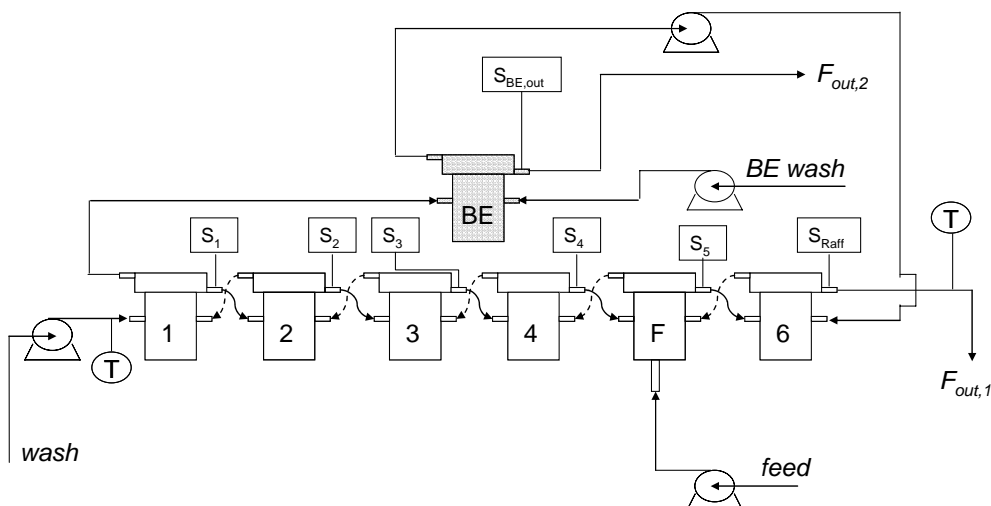 S_BE,out
F_out,2
BE wash
BE
S_1
S_2
S_3
S_4
S_5
S_Raff
T
1
2
3
4
F
6
T
F_out,1
wash
feed